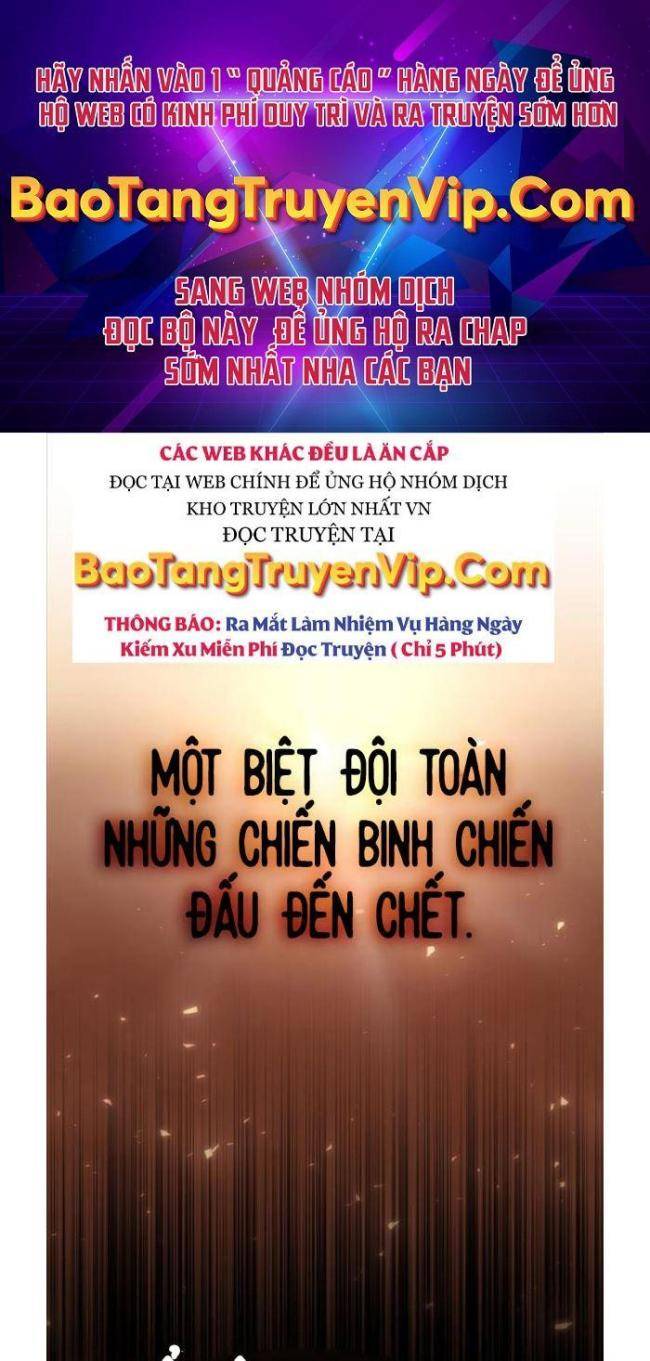 HÃY NHẤN VÀO 1 “ QUẢNG CÁO ” HÀNG NGÀY ĐỂ ỦNG
HỘ WEB CÓ KINH PHÍ DUY TRÌ VÀ RA TRUYỆN SỚM HƠN
BaoTangTruyenVip.Com
SANG WEB NHÓM DỊCH
ĐỌC BỘ NÀY ĐỂ ỦNG HỘ RA CHAP
SỚM NHẤT NHA CÁC BẠN
CÁC WEB KHÁC ĐỀU LÀ ĂN CẮP
ĐỌC TẠI WEB CHÍNH ĐỂ ỦNG HỘ NHÓM DỊCH
KHO TRUYỆN LỚN NHẤT VN
ĐỌC TRUYỆN TẠI
BaoTangTruyenVip.Com
THÔNG BÁO: Ra Mắt Làm Nhiệm Vụ Hàng Ngày
Kiếm Xu Miễn Phí Đọc Truyện ( Chỉ 5 Phút)
MỘT BIỆT ĐỘI TOÀN
NHỮNG CHIẾN BINH CHIẾN
ĐẤU ĐẾN CHẾT.